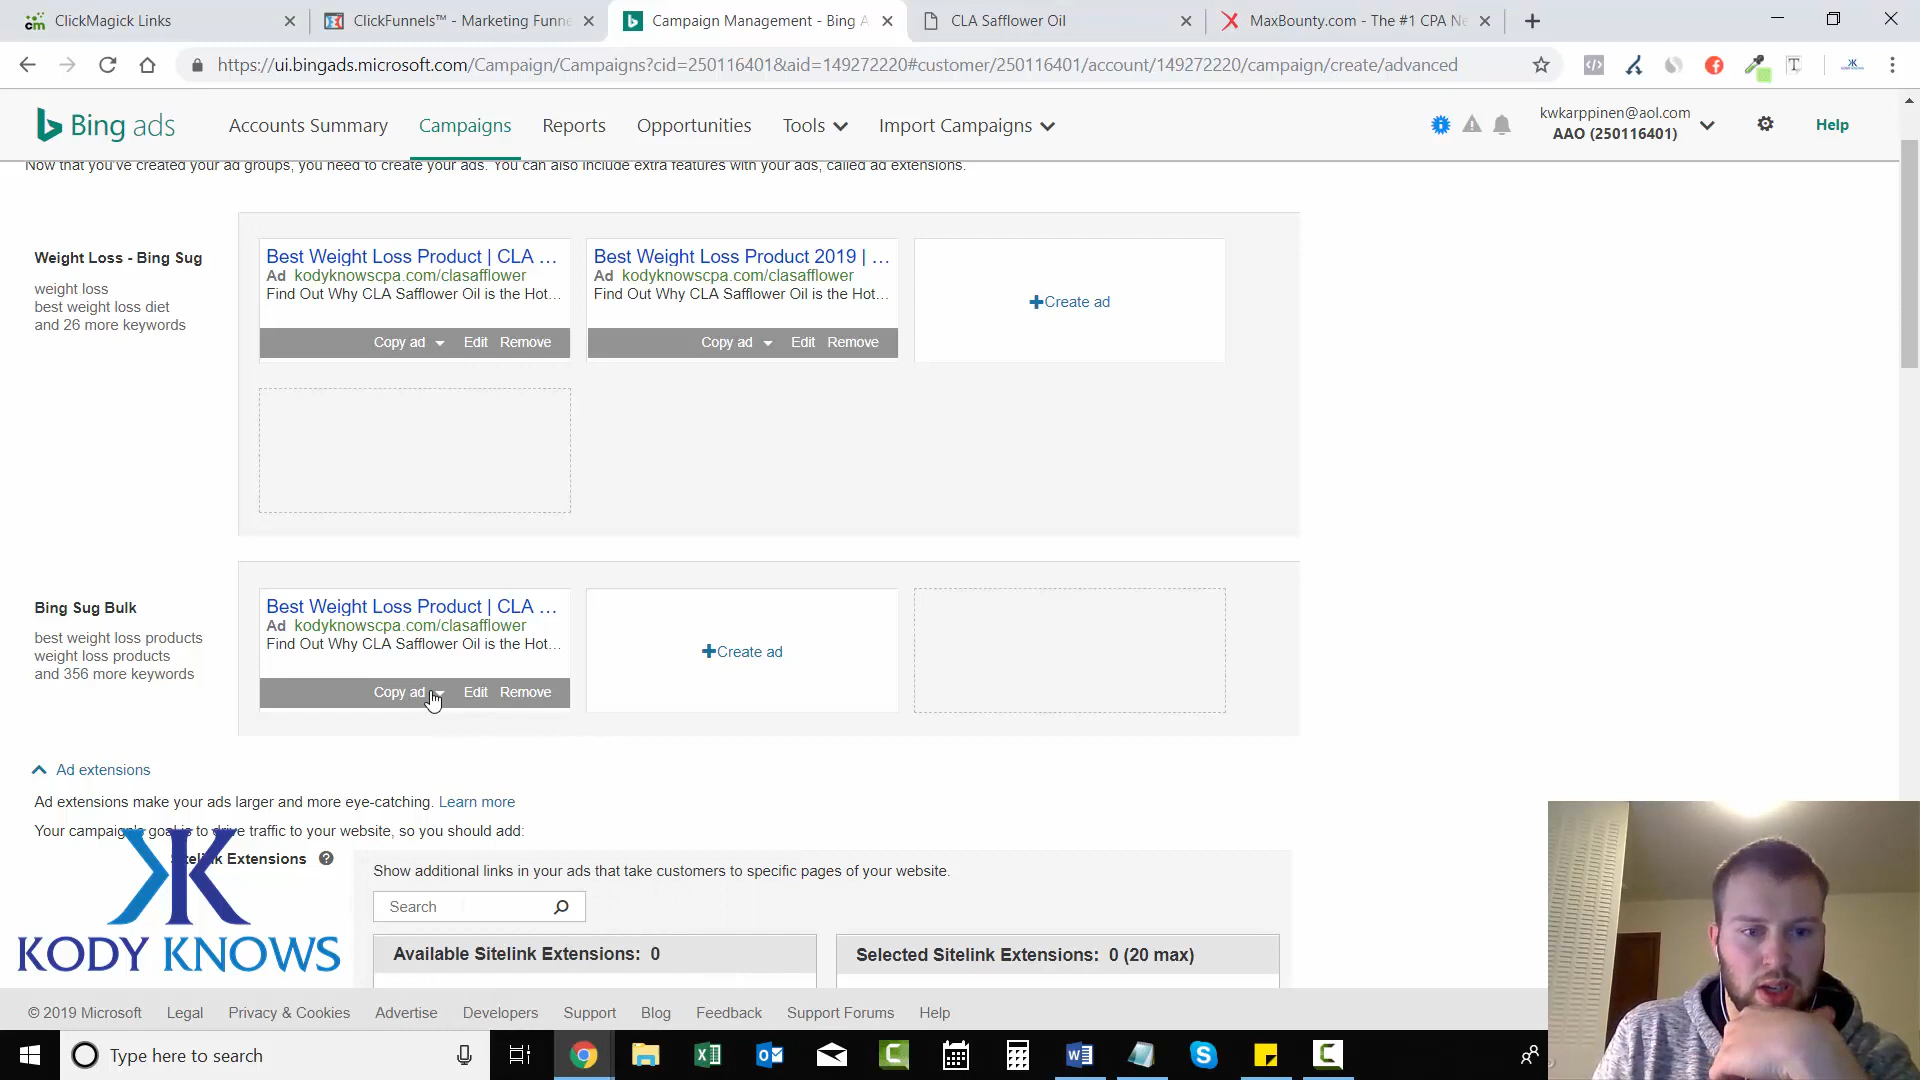 ClickMagick Links
ClickFunnels™ - Marketing Funne
Campaign Management - Bing A
CLA Safflower Oil
MaxBounty.com - The #1 CPA Ne
https://ui.bingads.microsoft.com/Campaign/Campaigns?cid=250116401&aid=149272220#customer/250116401/account/149272220/campaign/create/advanced
Bing ads
Accounts Summary
Campaigns
Reports
Opportunities
Tools
Import Campaigns
kwkarppinen@aol.com
AAO (250116401)
Help
Now that you've created your ad groups, you need to create your ads. You can also include extra features with your ads, called ad extensions.
Weight Loss - Bing Sug
weight loss
best weight loss diet
and 26 more keywords
Best Weight Loss Product | CLA ...
Ad kodyknowscpa.com/clasafflower
Find Out Why CLA Safflower Oil is the Hot...
Copy ad Edit Remove
Best Weight Loss Product 2019 | ...
Ad kodyknowscpa.com/clasafflower
Find Out Why CLA Safflower Oil is the Hot...
Copy ad Edit Remove
Create ad
Bing Sug Bulk
best weight loss products
weight loss products
and 356 more keywords
Best Weight Loss Product | CLA ...
Ad kodyknowscpa.com/clasafflower
Find Out Why CLA Safflower Oil is the Hot...
Copy ad Edit Remove
Create ad
Ad extensions
Ad extensions make your ads larger and more eye-catching. Learn more
Your campaign's goal is to drive traffic to your website, so you should add:
Sitelink Extensions
Show additional links in your ads that take customers to specific pages of your website.
Search
Available Sitelink Extensions: 0
Selected Sitelink Extensions: 0 (20 max)
KODY KNOWS
© 2019 Microsoft Legal Privacy & Cookies Advertise Developers Support Blog Feedback Support Forums Help
Type here to search